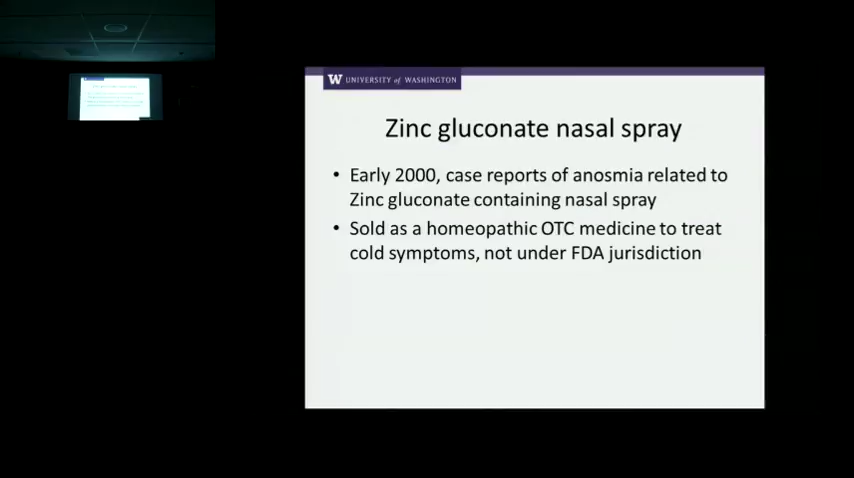 W UNIVERSITY of WASHINGTON
Zinc gluconate nasal spray
• Early 2000, case reports of anosmia related to
Zinc gluconate containing nasal spray
• Sold as a homeopathic OTC medicine to treat
cold symptoms, not under FDA jurisdiction